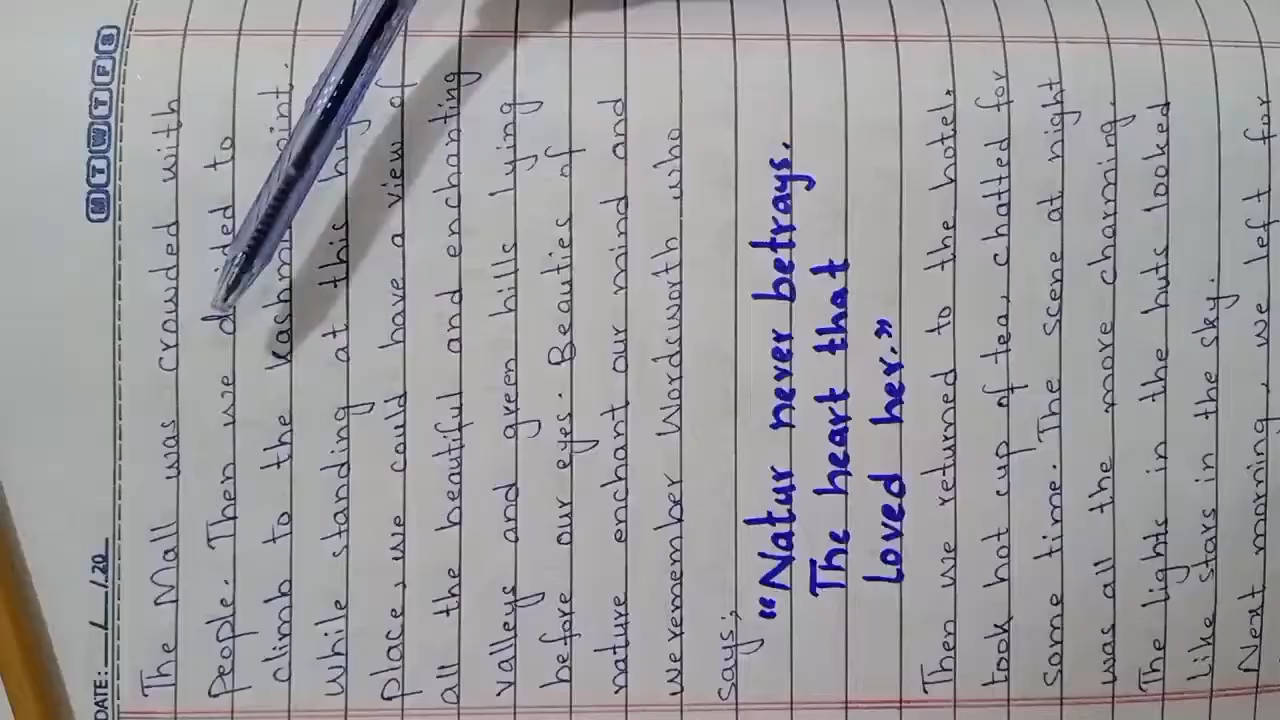 M T W T F S
DATE: __/__/20
The Mall was crowded with
people. Then we decided to
climb to the Kashmir point.
While standing at this
place, we could have a view of
all the beautiful and enchanting
valleys and green hills lying
before our eyes. Beauties of
nature enchant our mind and
we remember Wordsworth who
says;
"Natur never betrays.
The heart that
Loved her."
Then we returned to the hotel,
took hot cup of tea, chatted for
Some time. The scene at night
was all the more charming.
The lights in the huts looked
Like stars in the sky.
Next morning, we left for